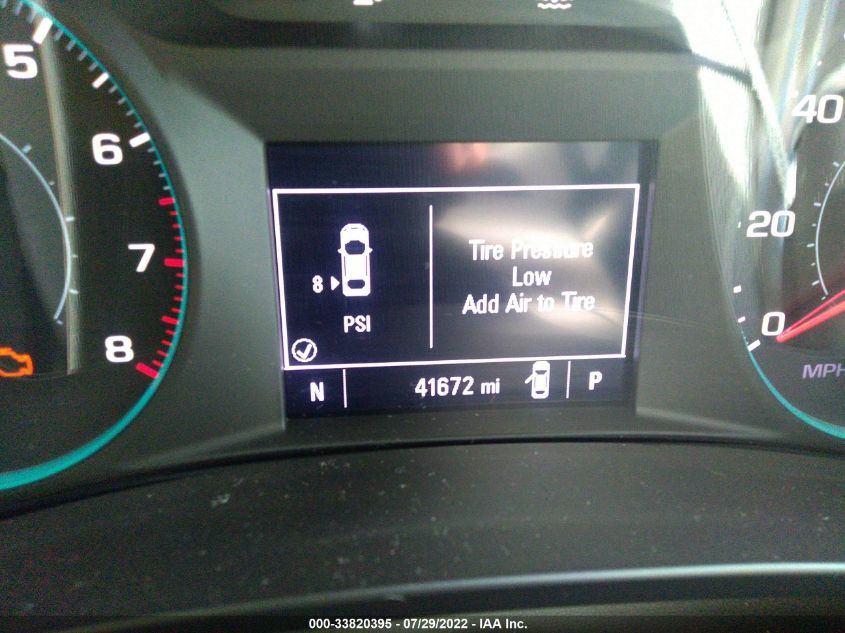 5
6
7
8
8
PSI
Tire Pressure
Low
Add Air to Tire
N
41672 mi
P
40
20
0
MPH
000-33820395 - 07/29/2022 - IAA Inc.